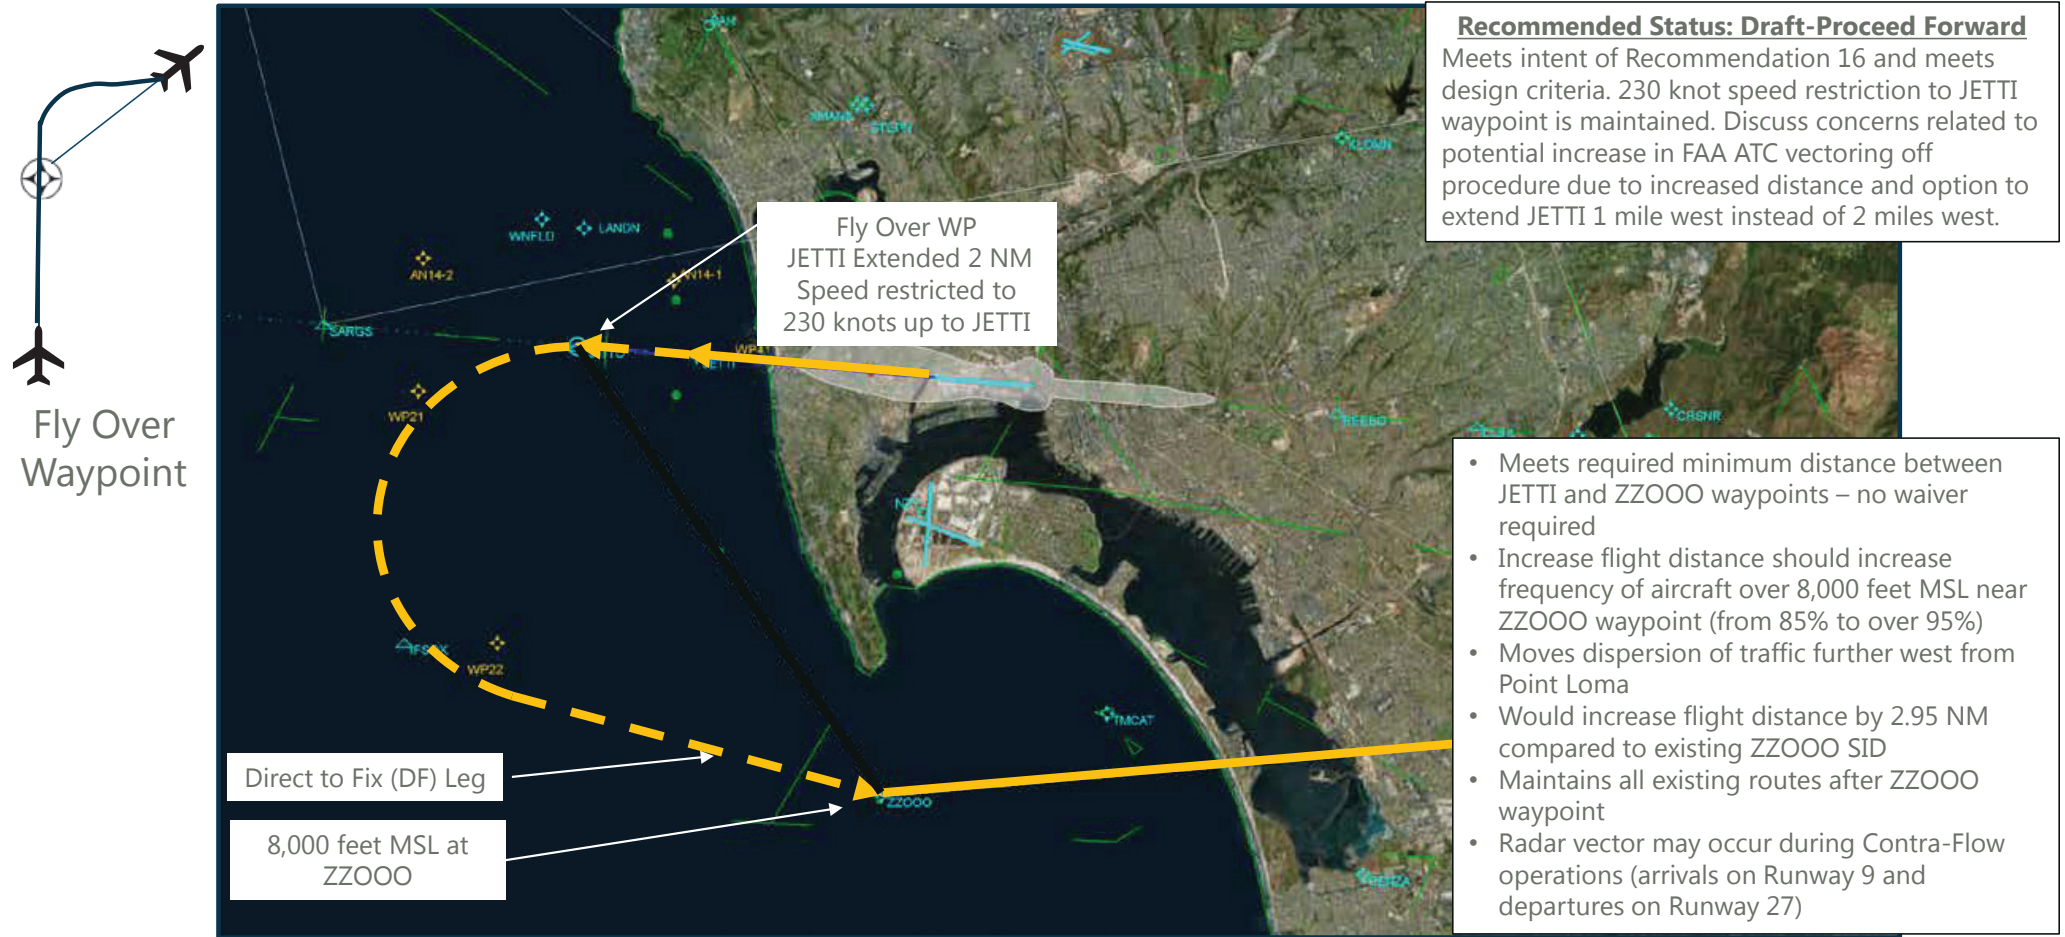 Recommended Status: Draft-Proceed Forward
Meets intent of Recommendation 16 and meets
design criteria. 230 knot speed restriction to JETTI
waypoint is maintained. Discuss concerns related to
potential increase in FAA ATC vectoring off
procedure due to increased distance and option to
extend JETTI 1 mile west instead of 2 miles west.
Fly Over
Waypoint
Fly Over WP
JETTI Extended 2 NM
Speed restricted to
230 knots up to JETTI
KLOMN
WNFLD
LANDN
AN14-2
AN14-1
SARGS
WP21
REEBO
CRSNR
WP22
TMCAT
ZZOOO
Direct to Fix (DF) Leg
8,000 feet MSL at
ZZOOO
• Meets required minimum distance between
JETTI and ZZOOO waypoints – no waiver
required
• Increase flight distance should increase
frequency of aircraft over 8,000 feet MSL near
ZZOOO waypoint (from 85% to over 95%)
• Moves dispersion of traffic further west from
Point Loma
• Would increase flight distance by 2.95 NM
compared to existing ZZOOO SID
• Maintains all existing routes after ZZOOO
waypoint
• Radar vector may occur during Contra-Flow
operations (arrivals on Runway 9 and
departures on Runway 27)